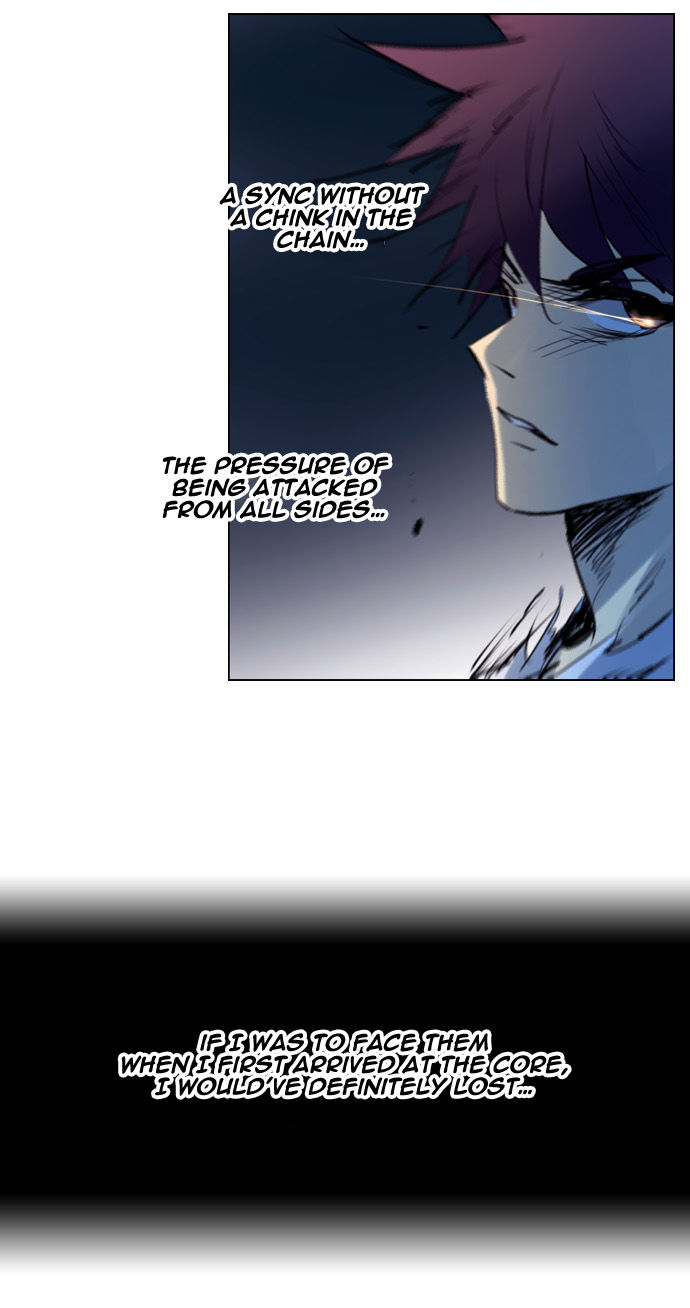 A SYNC WITHOUT
A CHINK IN THE
CHAIN...
THE PRESSURE OF
BEING ATTACKED
FROM ALL SIDES...
IF I WAS TO FACE THEM
WHEN I FIRST ARRIVED AT THE CORE,
I WOULD'VE DEFINITELY LOST...